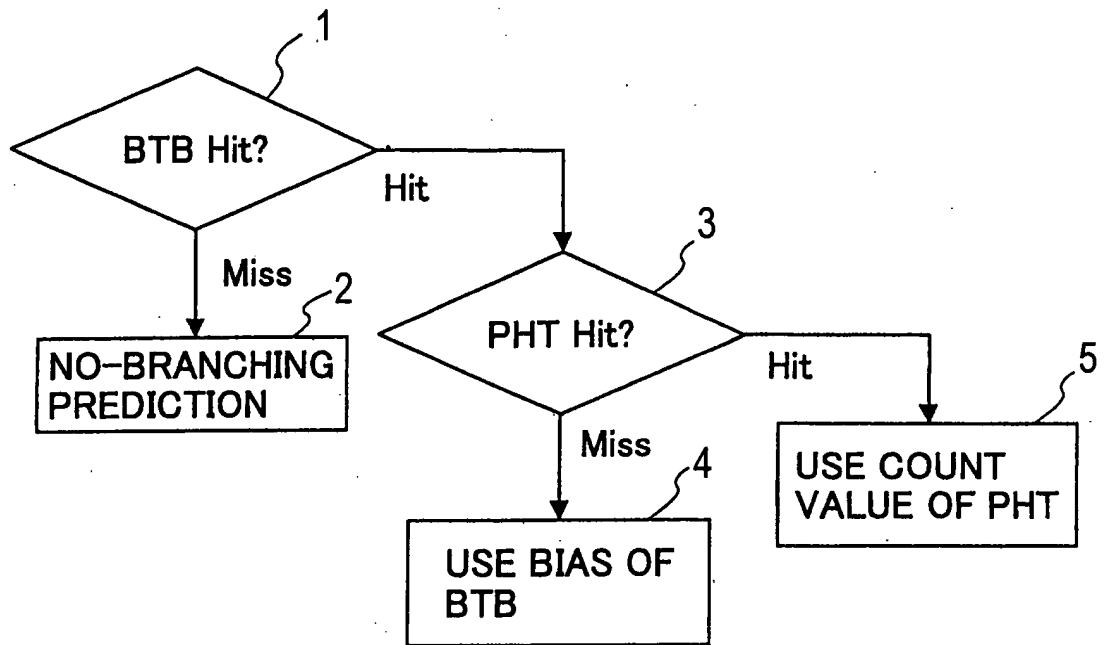 1
BTB Hit?
Hit
Miss
2
NO-BRANCHING
PREDICTION
3
PHT Hit?
Hit
Miss
4
USE BIAS OF
BTB
5
USE COUNT
VALUE OF PHT